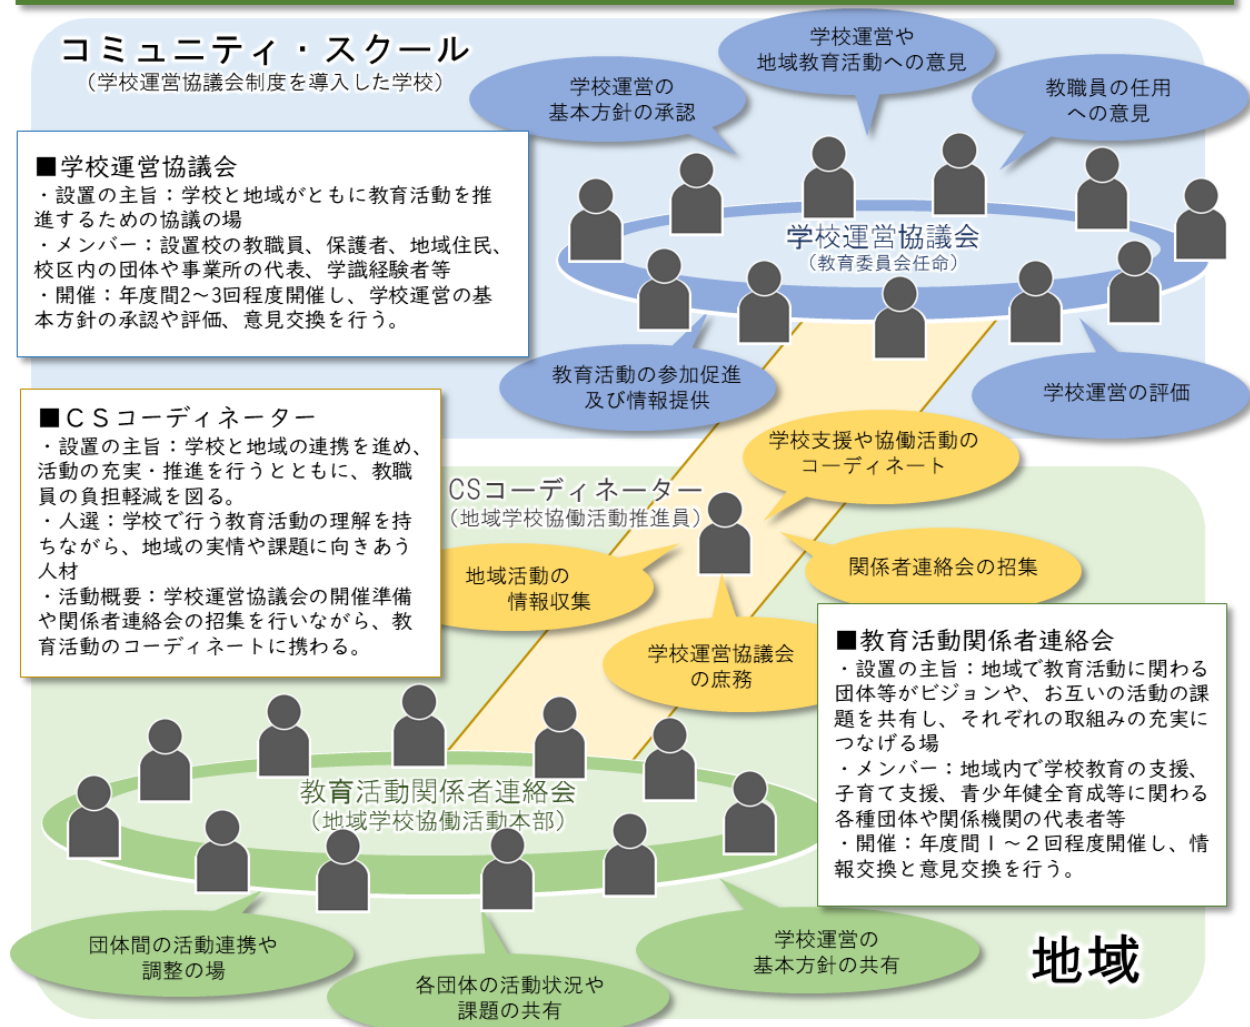 コミュニティ・スクール
（学校運営協議会制度を導入した学校）
学校運営の
基本方針の承認
学校運営や
地域教育活動への意見
教職員の任用
への意見
■学校運営協議会
・設置の主旨：学校と地域がともに教育活動を推
進するための協議の場
・メンバー：設置校の教職員、保護者、地域住民、
校区内の団体や事業所の代表、学識経験者等
・開催：年度間2～3回程度開催し、学校運営の基
本方針の承認や評価、意見交換を行う。
学校運営協議会
（教育委員会任命）
教育活動の参加促進
及び情報提供
学校運営の評価
■ＣＳコーディネーター
・設置の主旨：学校と地域の連携を進め、
活動の充実・推進を行うとともに、教職
員の負担軽減を図る。
・人選：学校で行う教育活動の理解を持
ちながら、地域の実情や課題に向きあう
人材
・活動概要：学校運営協議会の開催準備
や関係者連絡会の招集を行いながら、教
育活動のコーディネートに携わる。
学校支援や協働活動の
コーディネート
CSコーディネーター
（地域学校協働活動推進員）
地域活動の
情報収集
関係者連絡会の招集
学校運営協議会
の庶務
■教育活動関係者連絡会
・設置の主旨：地域で教育活動に関わる
団体等がビジョンや、お互いの活動の課
題を共有し、それぞれの取組みの充実に
つなげる場
・メンバー：地域内で学校教育の支援、
子育て支援、青少年健全育成等に関わる
各種団体や関係機関の代表者等
・開催：年度間１～２回程度開催し、情
報交換と意見交換を行う。
教育活動関係者連絡会
（地域学校協働活動本部）
団体間の活動連携や
調整の場
各団体の活動状況や
課題の共有
学校運営の
基本方針の共有
地域